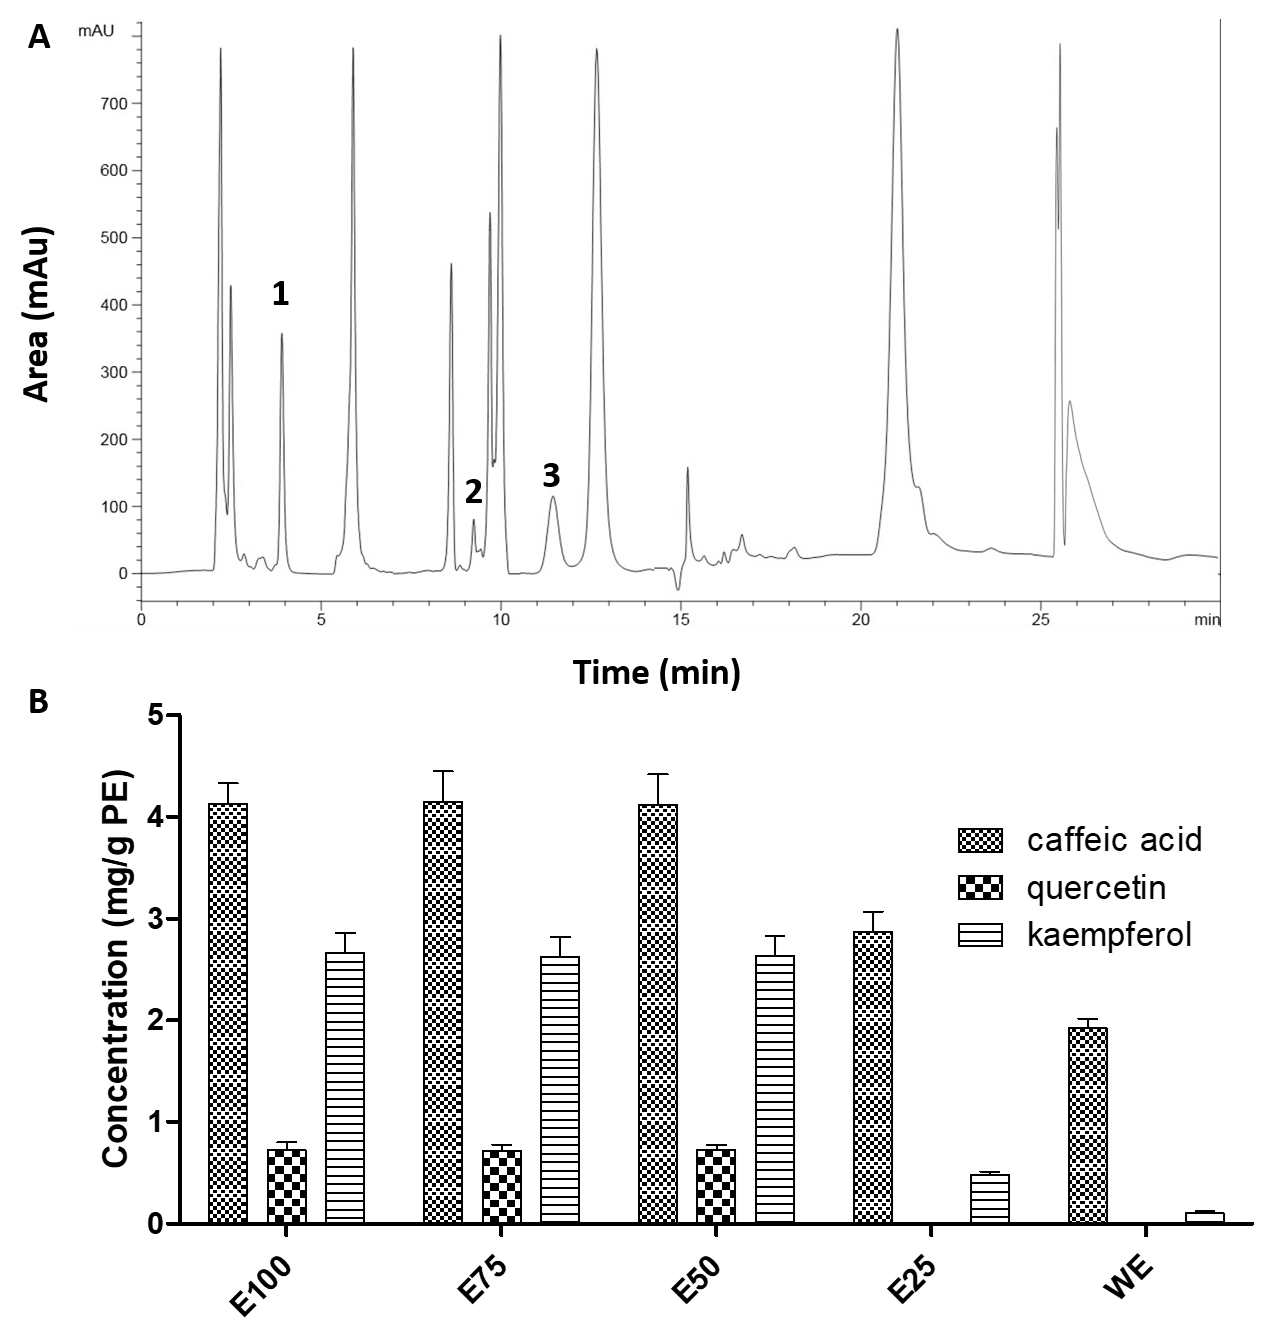 A
mAU
700
600
500
400
300
200
100
0
Area (mAu)
1
2
3
0 5 10 15 20 25 min
Time (min)
B
5
4
3
2
1
0
Concentration (mg/g PE)
caffeic acid
quercetin
kaempferol
E100 E75 E50 E25 WE